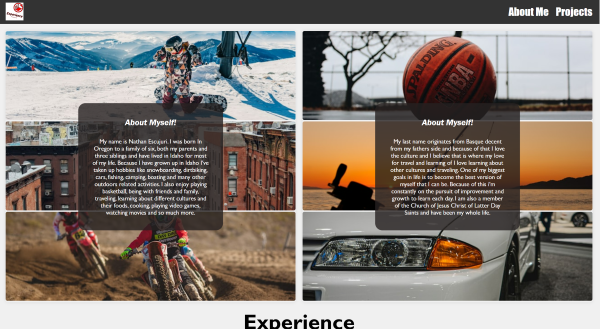 About Me Projects
SPALDING
NBA
About Myself!
My name is Nathan Escujuri. I was born In
Oregon to a family of six, both my parents and
three siblings and have lived in Idaho for most
of my life. Because I have grown up in Idaho I've
taken up hobbies like snowboarding, dirtbiking,
cars, fishing, camping, boating and many other
outdoors related activities. I also enjoy playing
basketball, being with friends and family,
traveling, learning about different cultures and
their foods, cooking, playing video games,
watching movies and so much more.
About Myself!
My last name originates from Basque decent
from my fathers side and because of that I love
the culture and I believe that is where my love
for travel and learning of I love learning about
other cultures and traveling. One of my biggest
goals in life is to become the best version of
myself that I can be. Because of this I'm
constantly on the pursuit of improvement and
growth to learn each day. I am also a member
of the Church of Jesus Christ of Latter Day
Saints and have been my whole life.
Experience